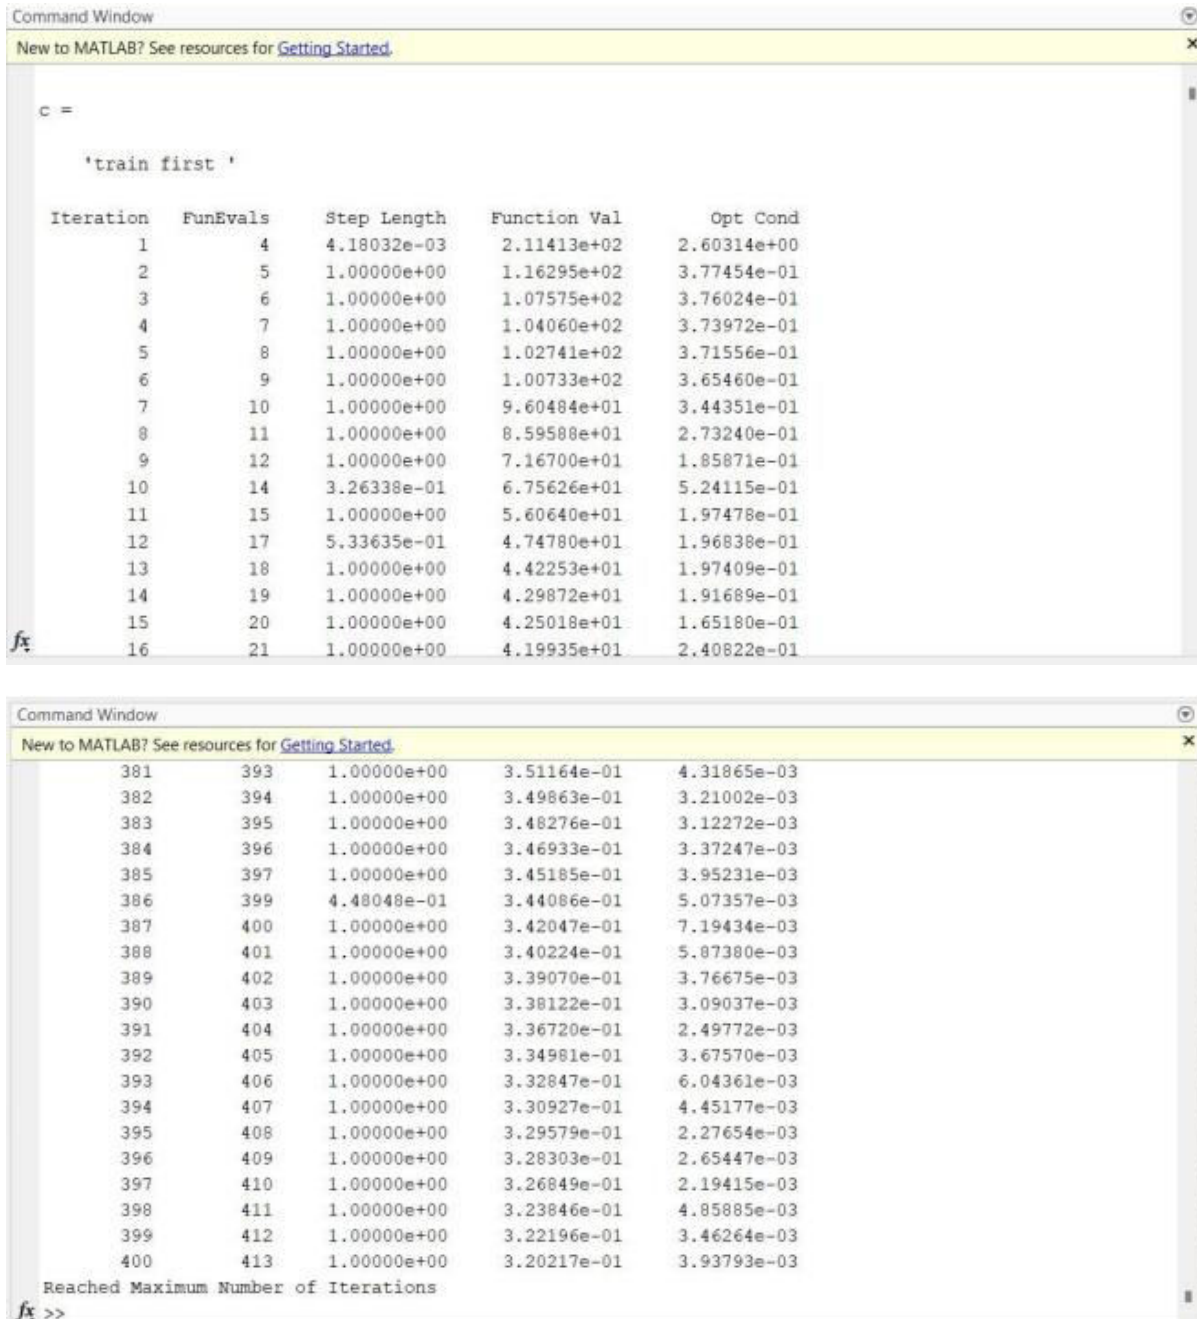 Command Window
New to MATLAB? See resources for Getting Started.
c =
'train first '
Iteration FunEvals Step Length Function Val Opt Cond
1 4 4.18032e-03 2.11413e+02 2.60314e+00
2 5 1.00000e+00 1.16295e+02 3.77454e-01
3 6 1.00000e+00 1.07575e+02 3.76024e-01
4 7 1.00000e+00 1.04060e+02 3.73972e-01
5 8 1.00000e+00 1.02741e+02 3.71556e-01
6 9 1.00000e+00 1.00733e+02 3.65460e-01
7 10 1.00000e+00 9.60484e+01 3.44351e-01
8 11 1.00000e+00 8.59588e+01 2.73240e-01
9 12 1.00000e+00 7.16700e+01 1.85871e-01
10 14 3.26338e-01 6.75626e+01 5.24115e-01
11 15 1.00000e+00 5.60640e+01 1.97478e-01
12 17 5.33635e-01 4.74780e+01 1.96838e-01
13 18 1.00000e+00 4.42253e+01 1.97409e-01
14 19 1.00000e+00 4.29872e+01 1.91689e-01
15 20 1.00000e+00 4.25018e+01 1.65180e-01
fx 16 21 1.00000e+00 4.19935e+01 2.40822e-01
Command Window
New to MATLAB? See resources for Getting Started.
381 393 1.00000e+00 3.51164e-01 4.31865e-03
382 394 1.00000e+00 3.49863e-01 3.21002e-03
383 395 1.00000e+00 3.48276e-01 3.12272e-03
384 396 1.00000e+00 3.46933e-01 3.37247e-03
385 397 1.00000e+00 3.45185e-01 3.95231e-03
386 399 4.48048e-01 3.44086e-01 5.07357e-03
387 400 1.00000e+00 3.42047e-01 7.19434e-03
388 401 1.00000e+00 3.40224e-01 5.87380e-03
389 402 1.00000e+00 3.39070e-01 3.76675e-03
390 403 1.00000e+00 3.38122e-01 3.09037e-03
391 404 1.00000e+00 3.36720e-01 2.49772e-03
392 405 1.00000e+00 3.34981e-01 3.67570e-03
393 406 1.00000e+00 3.32847e-01 6.04361e-03
394 407 1.00000e+00 3.30927e-01 4.45177e-03
395 408 1.00000e+00 3.29579e-01 2.27654e-03
396 409 1.00000e+00 3.28303e-01 2.65447e-03
397 410 1.00000e+00 3.26849e-01 2.19415e-03
398 411 1.00000e+00 3.23846e-01 4.85885e-03
399 412 1.00000e+00 3.22196e-01 3.46264e-03
400 413 1.00000e+00 3.20217e-01 3.93793e-03
Reached Maximum Number of Iterations
fx >>